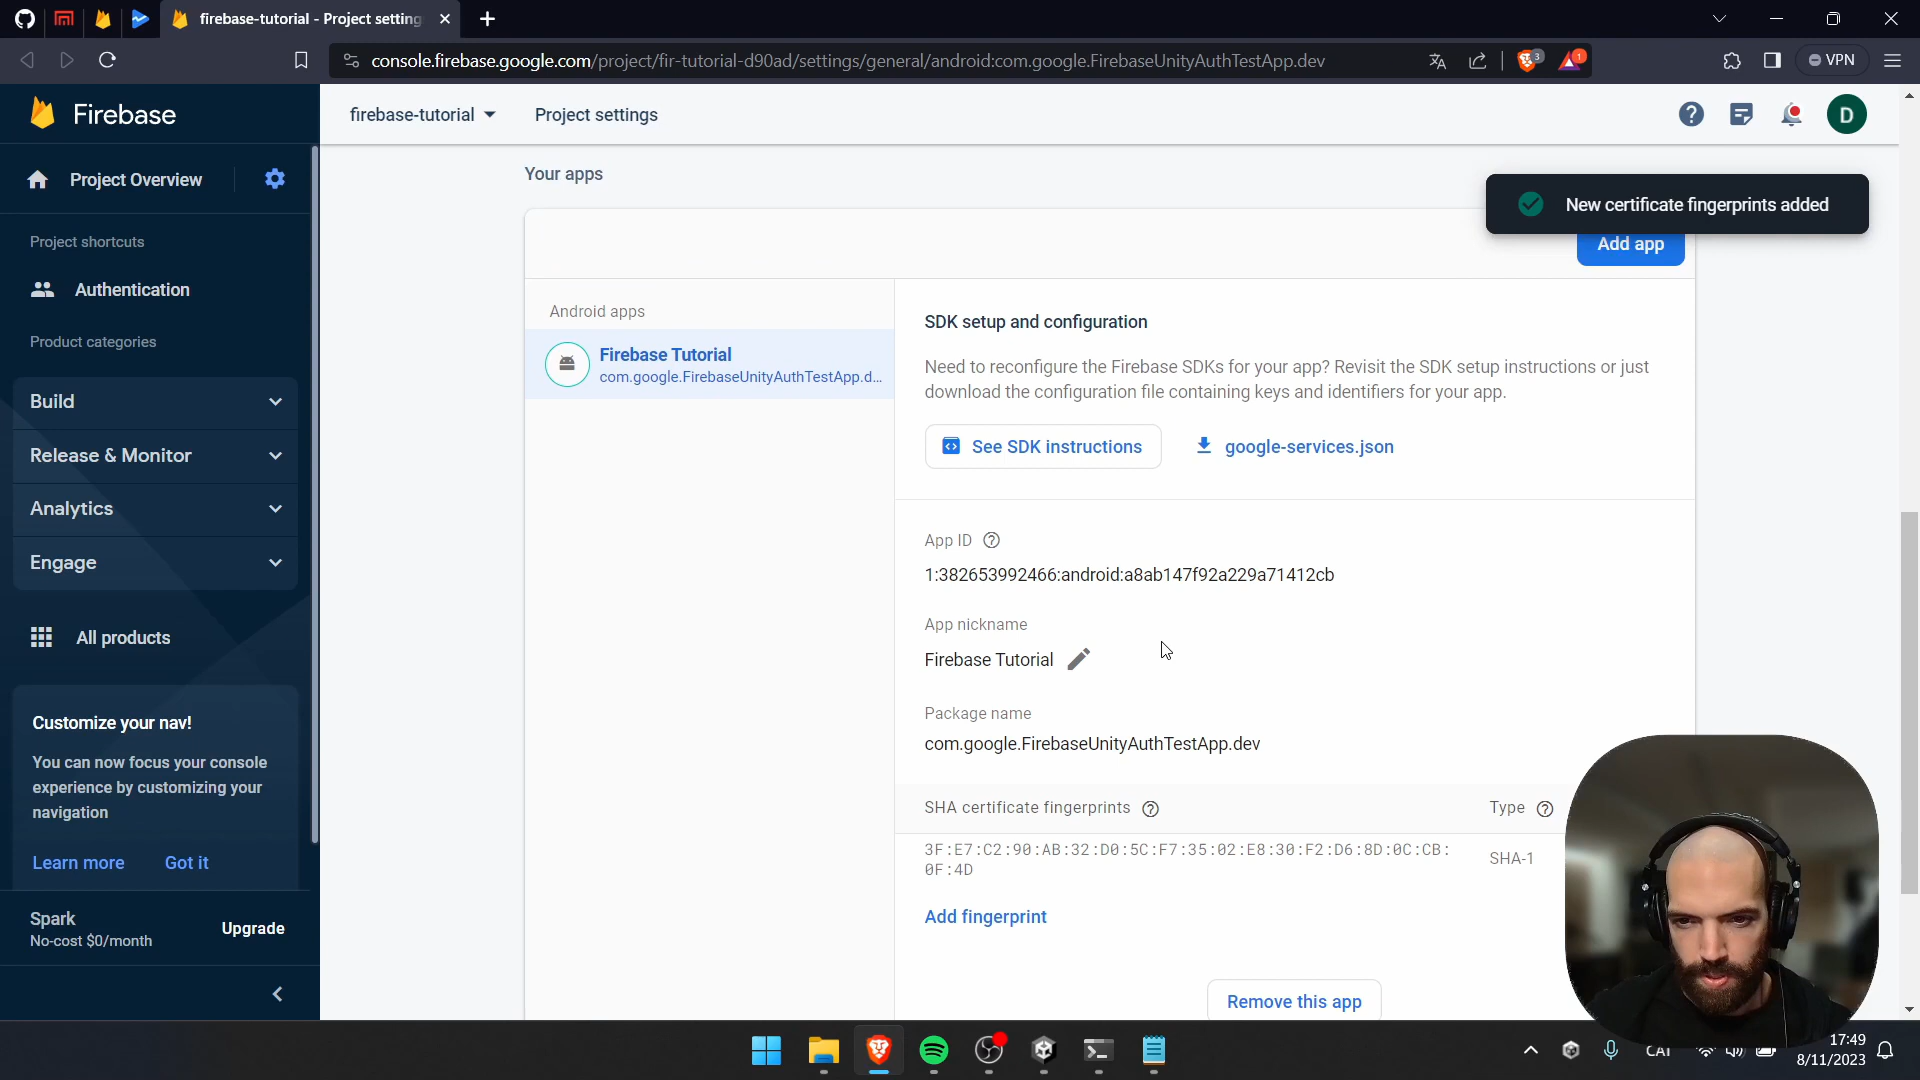 firebase-tutorial - Project setting
console.firebase.google.com/project/fir-tutorial-d90ad/settings/general/android:com.google.FirebaseUnityAuthTestApp.dev
3
1
VPN
Firebase
firebase-tutorial
Project settings
D
Project Overview
Project shortcuts
Authentication
Product categories
Build
Release & Monitor
Analytics
Engage
All products
Customize your nav!
You can now focus your console
experience by customizing your
navigation
Learn more
Got it
Spark
No-cost $0/month
Upgrade
Your apps
New certificate fingerprints added
Add app
Android apps
Firebase Tutorial
com.google.FirebaseUnityAuthTestApp.d...
SDK setup and configuration
Need to reconfigure the Firebase SDKs for your app? Revisit the SDK setup instructions or just
download the configuration file containing keys and identifiers for your app.
See SDK instructions
google-services.json
App ID
1:382653992466:android:a8ab147f92a229a71412cb
App nickname
Firebase Tutorial
Package name
com.google.FirebaseUnityAuthTestApp.dev
SHA certificate fingerprints
Type
3F:E7:C2:90:AB:32:D0:5C:F7:35:02:E8:30:F2:D6:8D:0C:CB:
0F:4D
SHA-1
Add fingerprint
Remove this app
CAT
17:49
8/11/2023